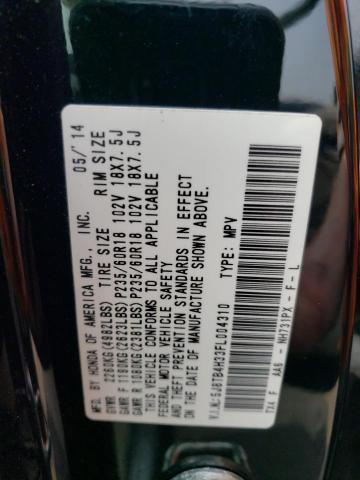 MFD. BY HONDA OF AMERICA MFG., INC. 05/'14
TIRE SIZE RIM SIZE
GVWR 2260KG(4982LBS)
GAWR F 1190KG(2623LBS) P235/60R18 102V 18X7.5J
GAWR R 1080KG(2381LBS) P235/60R18 102V 18X7.5J
THIS VEHICLE CONFORMS TO ALL APPLICABLE
FEDERAL MOTOR VEHICLE SAFETY
AND THEFT PREVENTION STANDARDS IN EFFECT
ON THE DATE OF MANUFACTURE SHOWN ABOVE.
V.I.N: 5J8TB4H33FL004310 TYPE: MPV
TX4 F AA6 - NH731PX - F - L